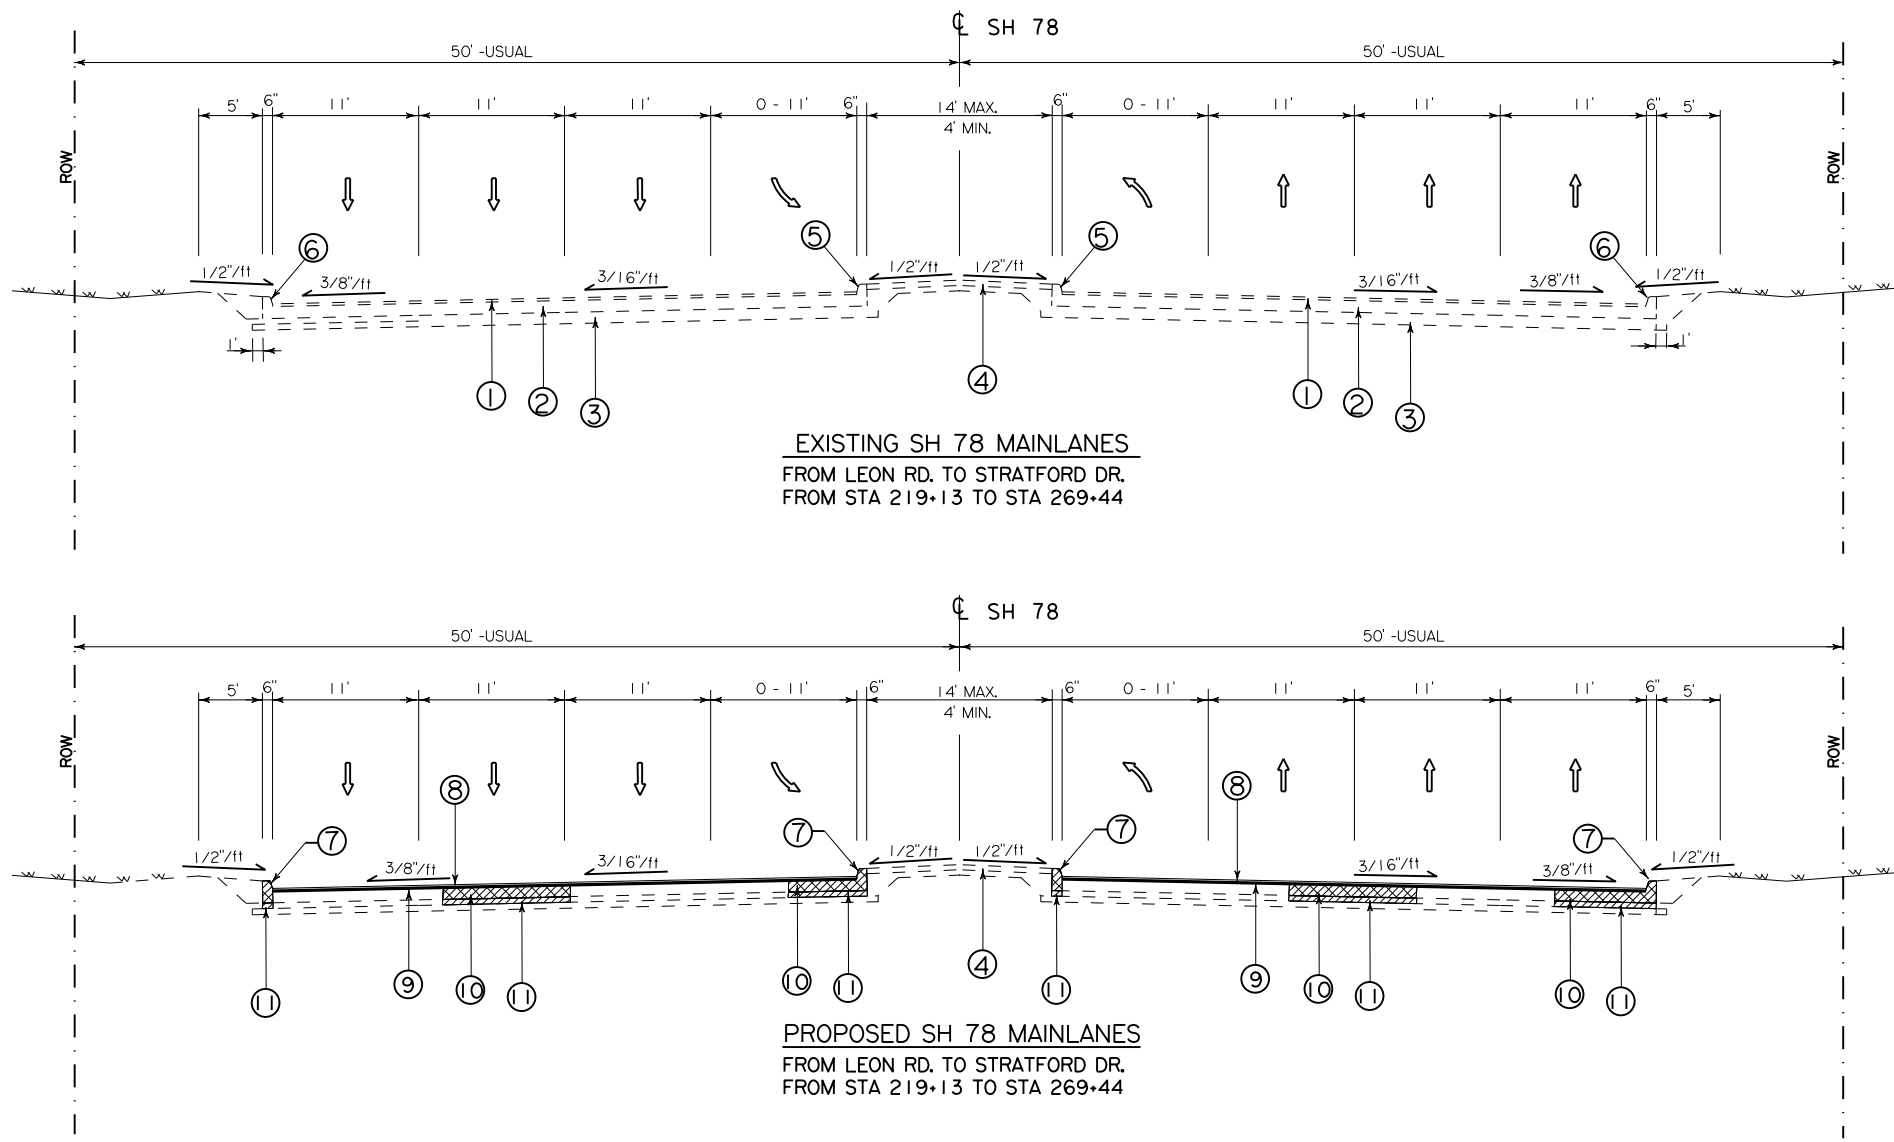 ℄ SH 78
50' -USUAL 50' -USUAL
5' 6" 11' 11' 11' 0 - 11' 6" 14' MAX. 6" 0 - 11' 11' 11' 11' 6" 5'
4' MIN.
ROW ROW
6 5 5 6
1/2"/ft 3/8"/ft 3/16"/ft 1/2"/ft 1/2"/ft 3/16"/ft 3/8"/ft 1/2"/ft
1' 1'
1 2 3 4 1 2 3
EXISTING SH 78 MAINLANES
FROM LEON RD. TO STRATFORD DR.
FROM STA 219+13 TO STA 269+44
℄ SH 78
50' -USUAL 50' -USUAL
5' 6" 11' 11' 11' 0 - 11' 6" 14' MAX. 6" 0 - 11' 11' 11' 11' 6" 5'
4' MIN.
ROW ROW
7 8 7 7 8 7
1/2"/ft 3/8"/ft 3/16"/ft 1/2"/ft 1/2"/ft 3/16"/ft 3/8"/ft 1/2"/ft
11 9 10 11 10 11 4 11 9 10 11 10 11
PROPOSED SH 78 MAINLANES
FROM LEON RD. TO STRATFORD DR.
FROM STA 219+13 TO STA 269+44